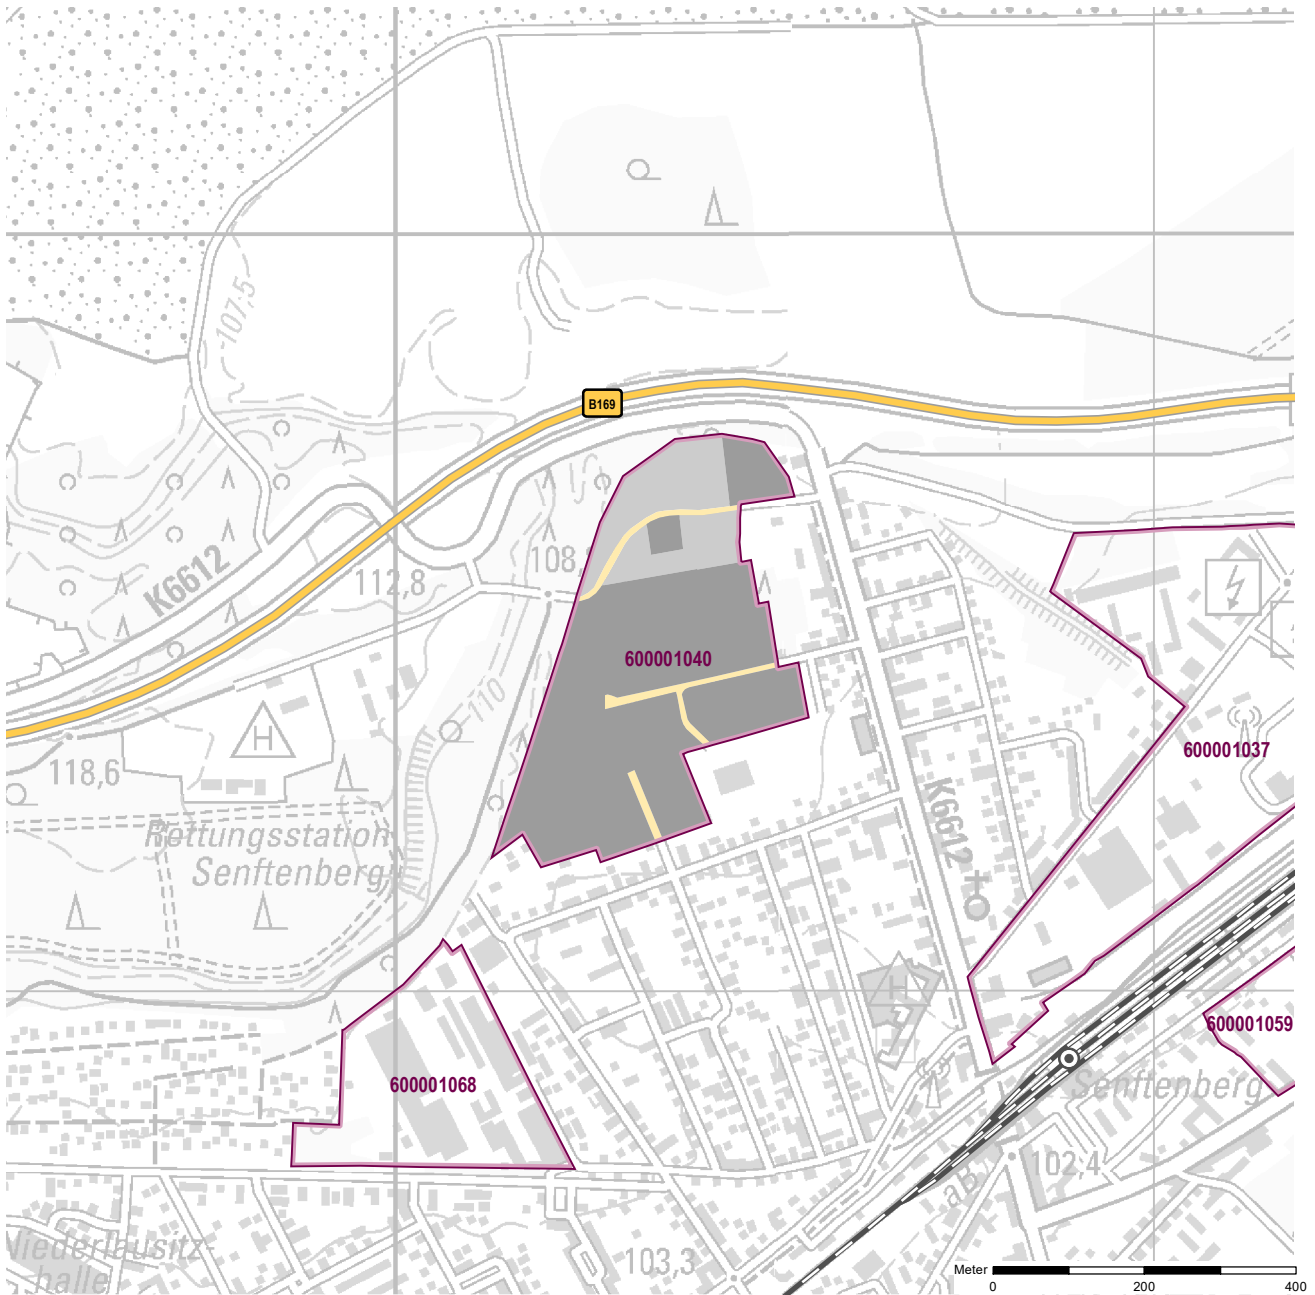 107,5
B169
K6612
108,
112,8
600001040
110
H
600001037
118,6
Rettungsstation
Senftenberg
K6612
H
600001059
600001068
Senftenberg
102,4
ab
Niederlausitz-
halle
103,3
Meter
0 200 400